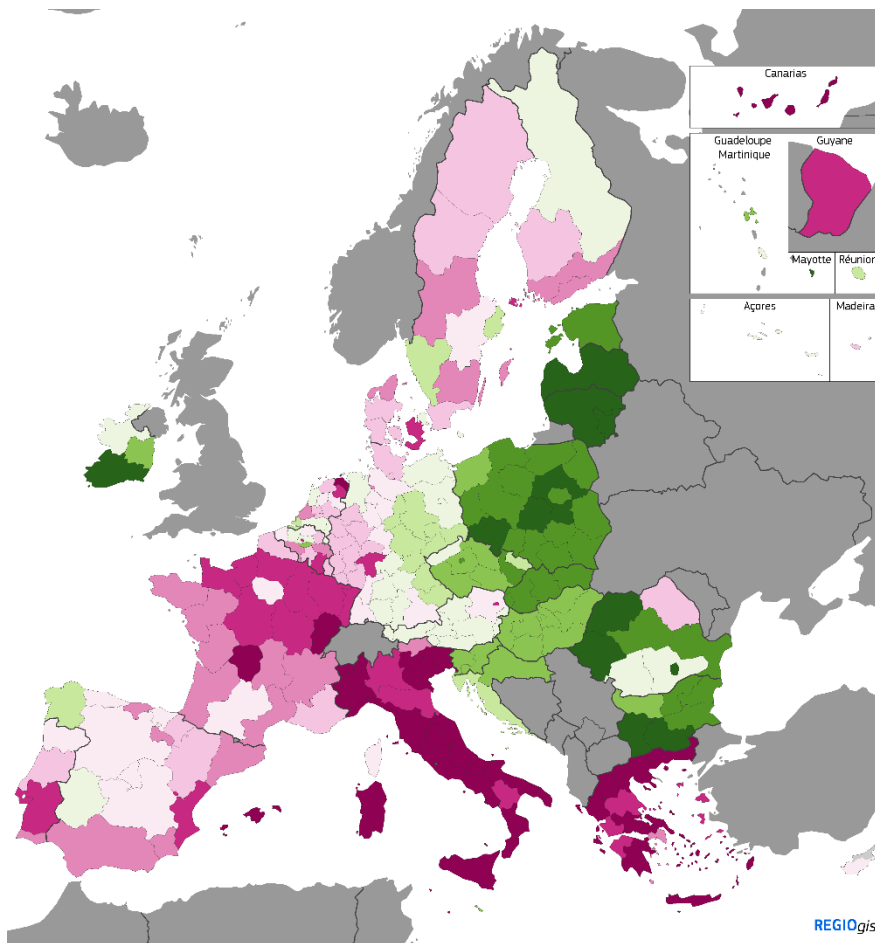 Canarias
Guadeloupe
Martinique
Guyane
Mayotte
Réunion
Açores
Madeira
REGIOgis